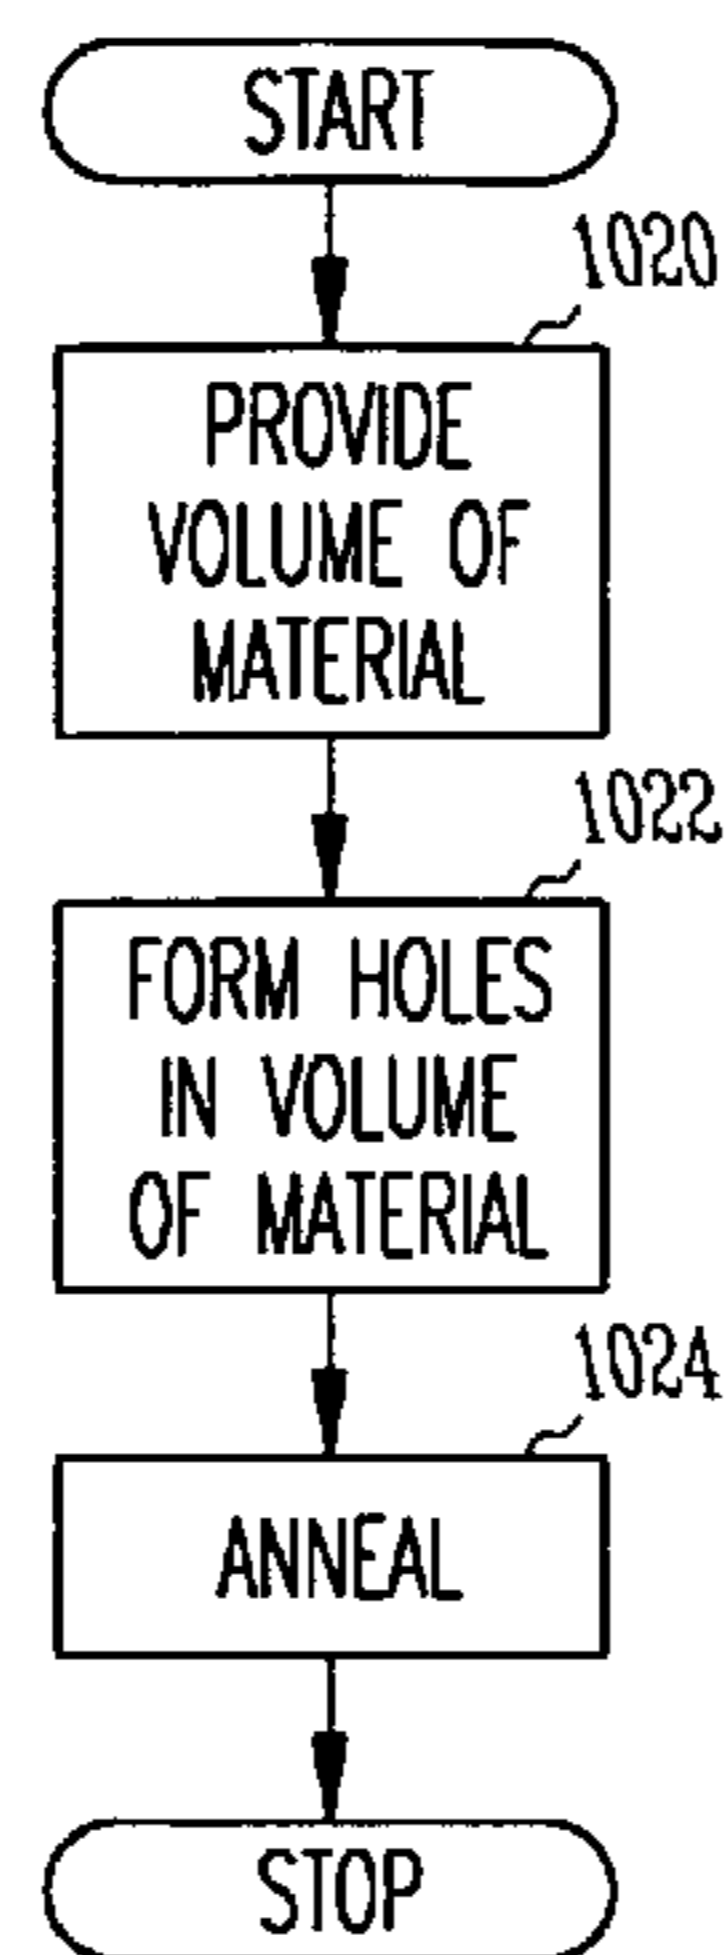 START
1020
PROVIDE
VOLUME OF
MATERIAL
1022
FORM HOLES
IN VOLUME
OF MATERIAL
1024
ANNEAL
STOP